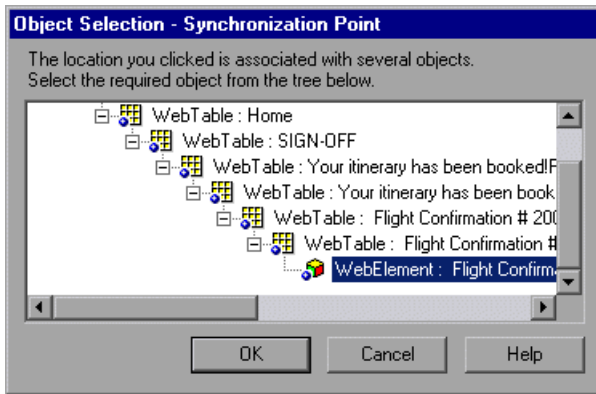 Object Selection - Synchronization Point
The location you clicked is associated with several objects.
Select the required object from the tree below.
WebTable : Home
WebTable : SIGN-OFF
WebTable : Your itinerary has been booked!F
WebTable : Your itinerary has been book
WebTable : Flight Confirmation # 200
WebTable : Flight Confirmation #
WebElement : Flight Confirm
OK Cancel Help